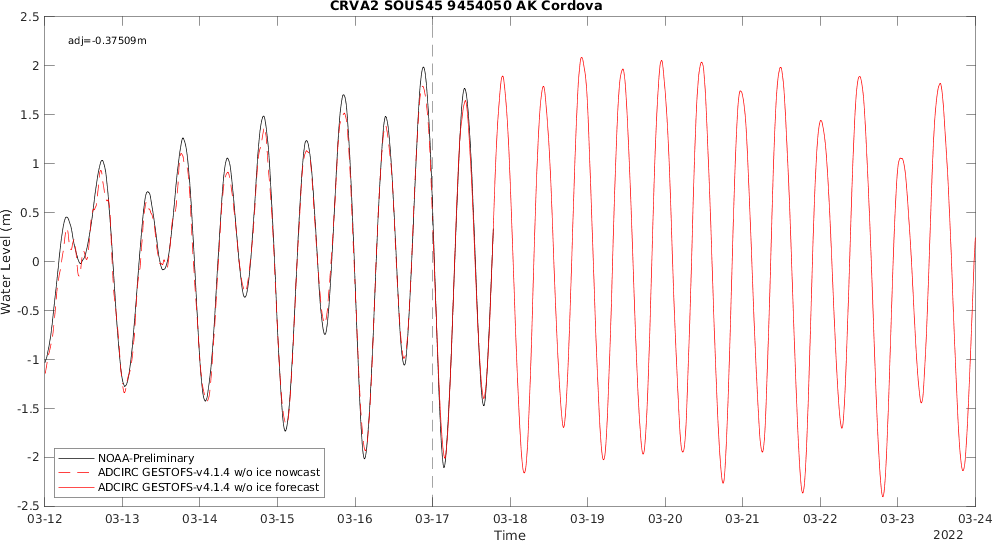 CRVA2 SOUS45 9454050 AK Cordova
adj=-0.37509m
2.5
2
1.5
1
0.5
0
-0.5
-1
-1.5
-2
-2.5
Water Level (m)
NOAA-Preliminary
ADCIRC GESTOFS-v4.1.4 w/o ice nowcast
ADCIRC GESTOFS-v4.1.4 w/o ice forecast
03-12 03-13 03-14 03-15 03-16 03-17 03-18 03-19 03-20 03-21 03-22 03-23 03-24
Time
2022